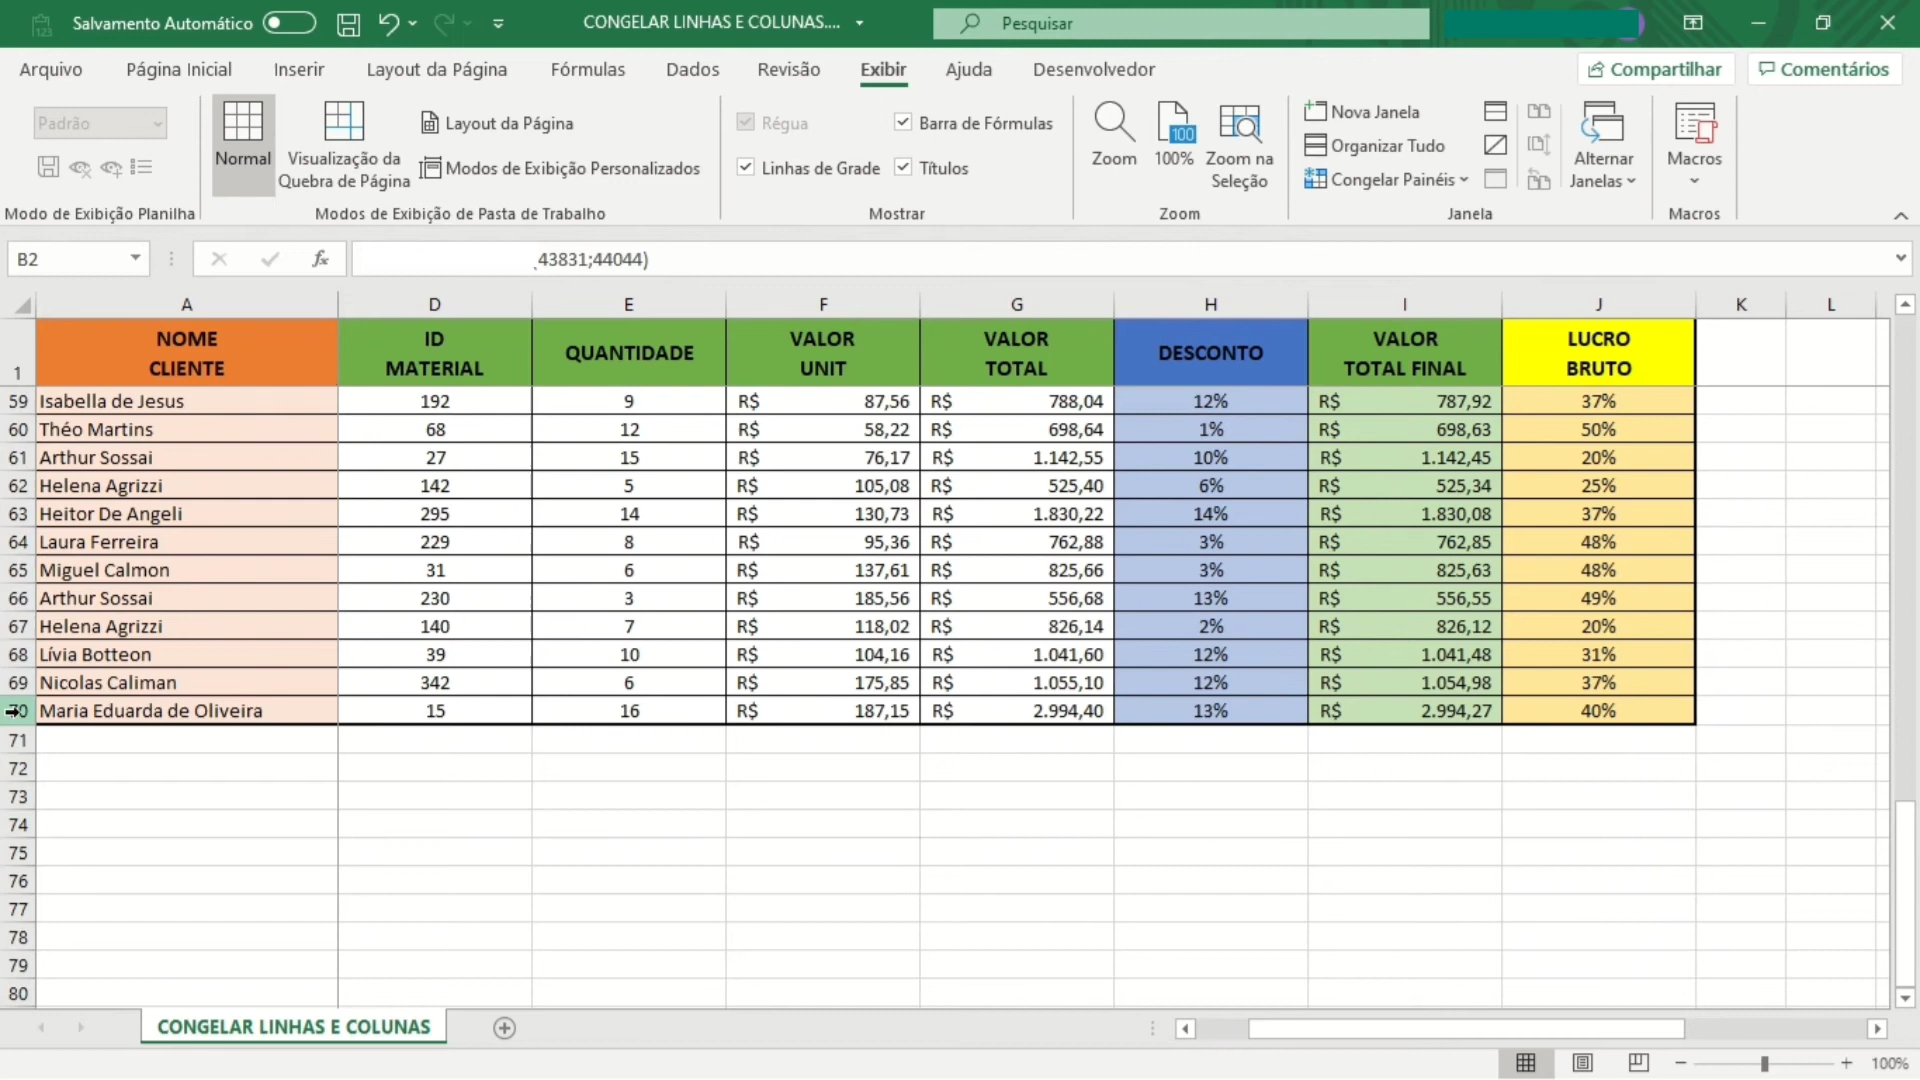 Salvamento Automático CONGELAR LINHAS E COLUNAS.... Pesquisar
Arquivo Página Inicial Inserir Layout da Página Fórmulas Dados Revisão Exibir Ajuda Desenvolvedor Compartilhar Comentários
Padrão
Modo de Exibição Planilha
Normal
Visualização da
Quebra de Página
Layout da Página
Modos de Exibição Personalizados
Modos de Exibição de Pasta de Trabalho
Régua Barra de Fórmulas
Linhas de Grade Títulos
Mostrar
Zoom
100
100%
Zoom na
Seleção
Zoom
Nova Janela
Organizar Tudo
Congelar Painéis
Alternar
Janelas
Janela
Macros
Macros
B2 fx 43831;44044)
A D E F G H I J K L
1 NOME CLIENTE ID MATERIAL QUANTIDADE VALOR UNIT VALOR TOTAL DESCONTO VALOR TOTAL FINAL LUCRO BRUTO
59 Isabella de Jesus 192 9 R$ 87,56 R$ 788,04 12% R$ 787,92 37%
60 Théo Martins 68 12 R$ 58,22 R$ 698,64 1% R$ 698,63 50%
61 Arthur Sossai 27 15 R$ 76,17 R$ 1.142,55 10% R$ 1.142,45 20%
62 Helena Agrizzi 142 5 R$ 105,08 R$ 525,40 6% R$ 525,34 25%
63 Heitor De Angeli 295 14 R$ 130,73 R$ 1.830,22 14% R$ 1.830,08 37%
64 Laura Ferreira 229 8 R$ 95,36 R$ 762,88 3% R$ 762,85 48%
65 Miguel Calmon 31 6 R$ 137,61 R$ 825,66 3% R$ 825,63 48%
66 Arthur Sossai 230 3 R$ 185,56 R$ 556,68 13% R$ 556,55 49%
67 Helena Agrizzi 140 7 R$ 118,02 R$ 826,14 2% R$ 826,12 20%
68 Lívia Botteon 39 10 R$ 104,16 R$ 1.041,60 12% R$ 1.041,48 31%
69 Nicolas Caliman 342 6 R$ 175,85 R$ 1.055,10 12% R$ 1.054,98 37%
70 Maria Eduarda de Oliveira 15 16 R$ 187,15 R$ 2.994,40 13% R$ 2.994,27 40%
71
72
73
74
75
76
77
78
79
80
CONGELAR LINHAS E COLUNAS
100%